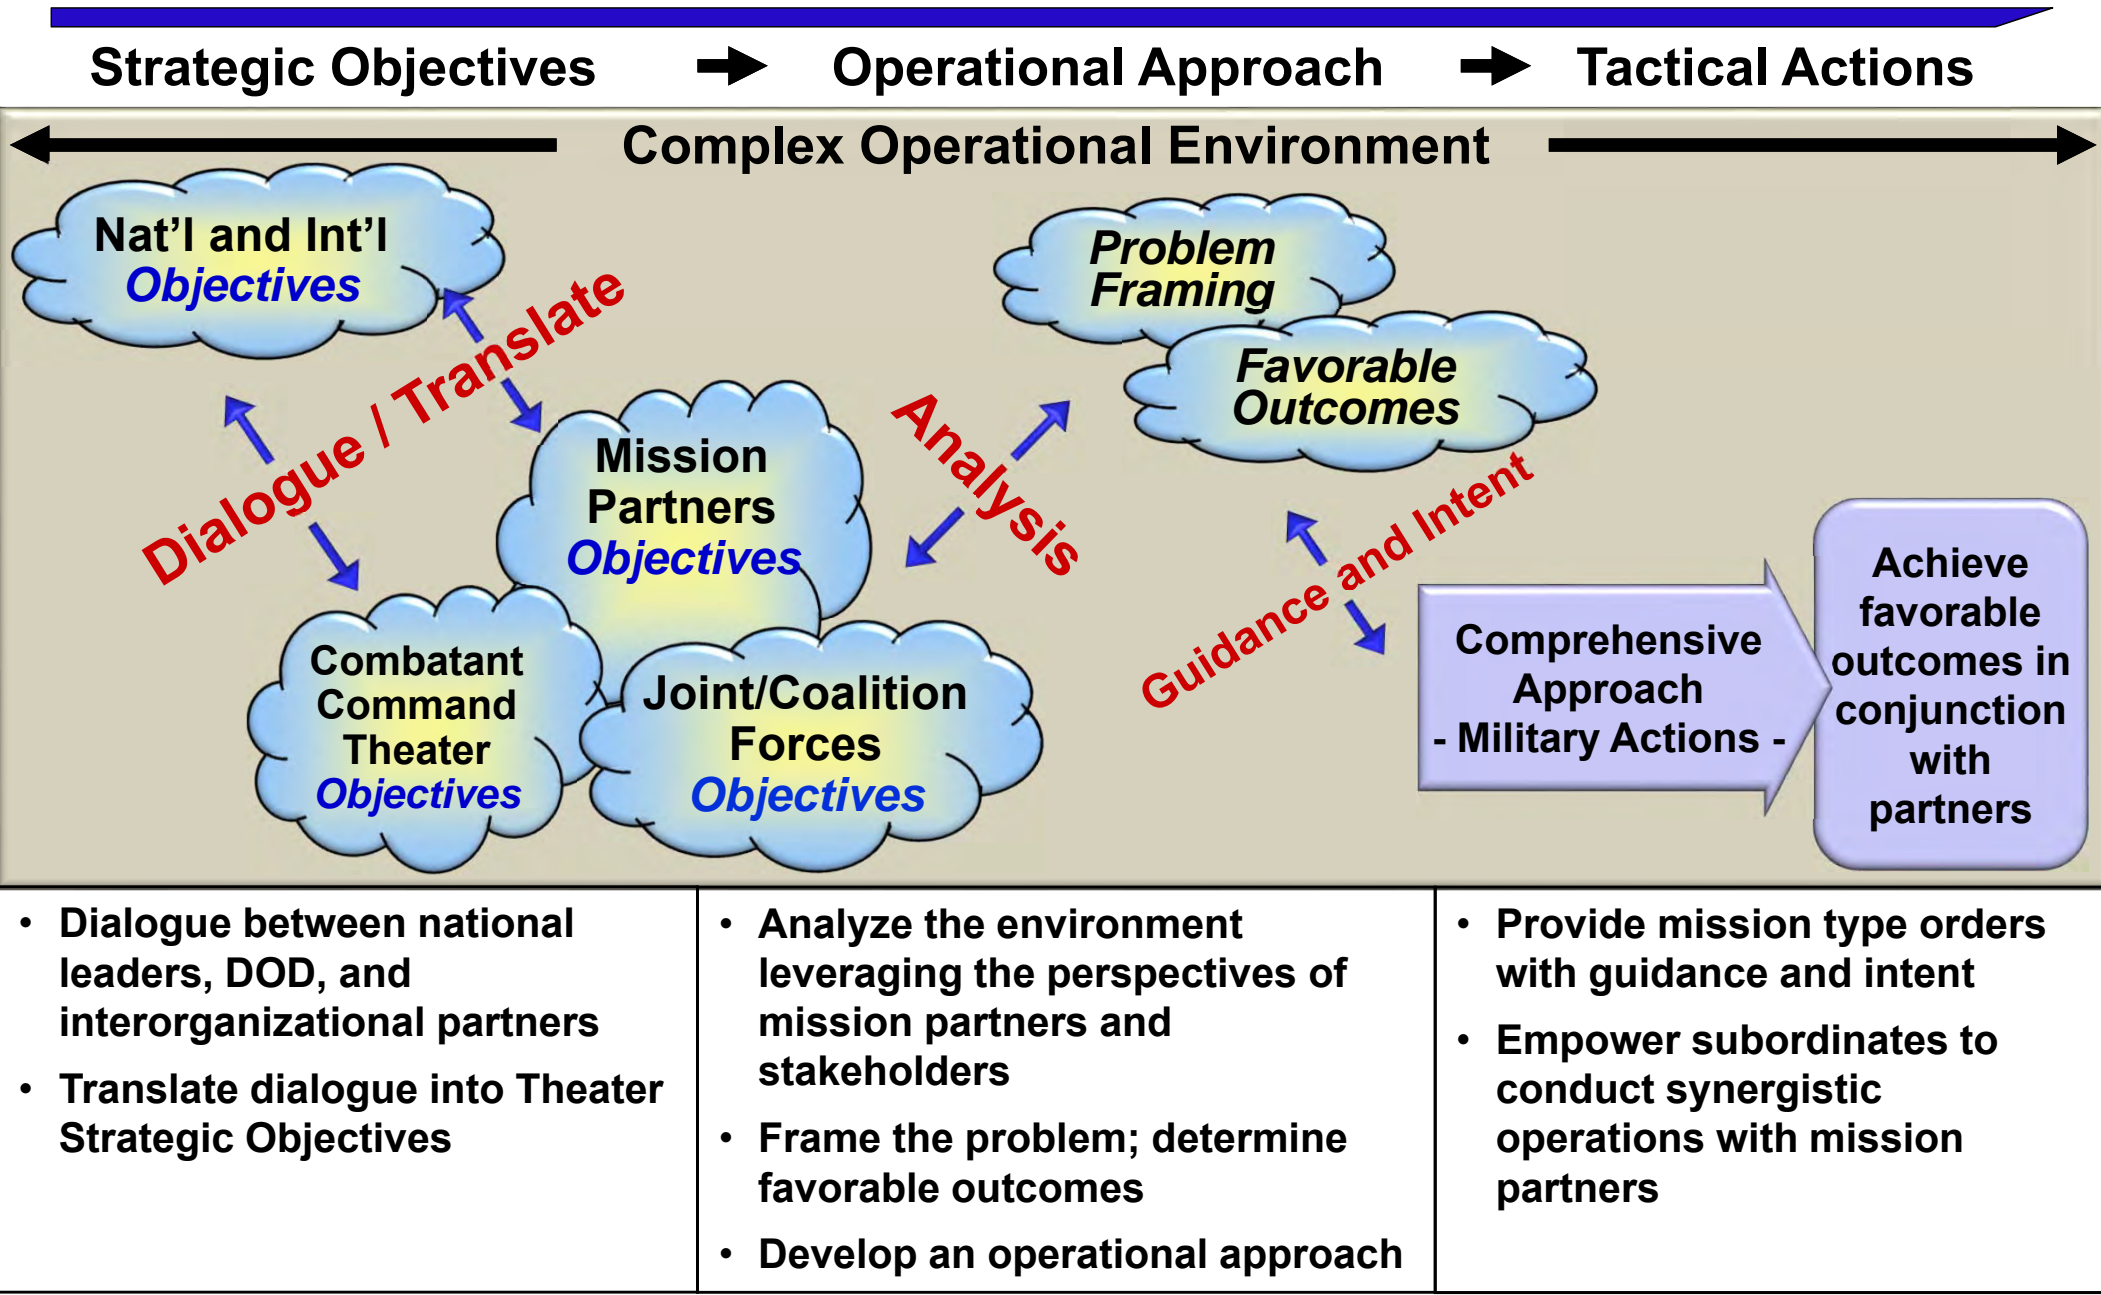 Strategic Objectives
Operational Approach
Tactical Actions
Complex Operational Environment
Nat'l and Int'l
Objectives
Dialogue / Translate
Mission
Partners
Objectives
Combatant
Command
Theater
Objectives
Joint/Coalition
Forces
Objectives
Analysis
Problem
Framing
Favorable
Outcomes
Guidance and Intent
Comprehensive
Approach
- Military Actions -
Achieve
favorable
outcomes in
conjunction
with
partners
• Dialogue between national
leaders, DOD, and
interorganizational partners
• Translate dialogue into Theater
Strategic Objectives
• Analyze the environment
leveraging the perspectives of
mission partners and
stakeholders
• Frame the problem; determine
favorable outcomes
• Develop an operational approach
• Provide mission type orders
with guidance and intent
• Empower subordinates to
conduct synergistic
operations with mission
partners